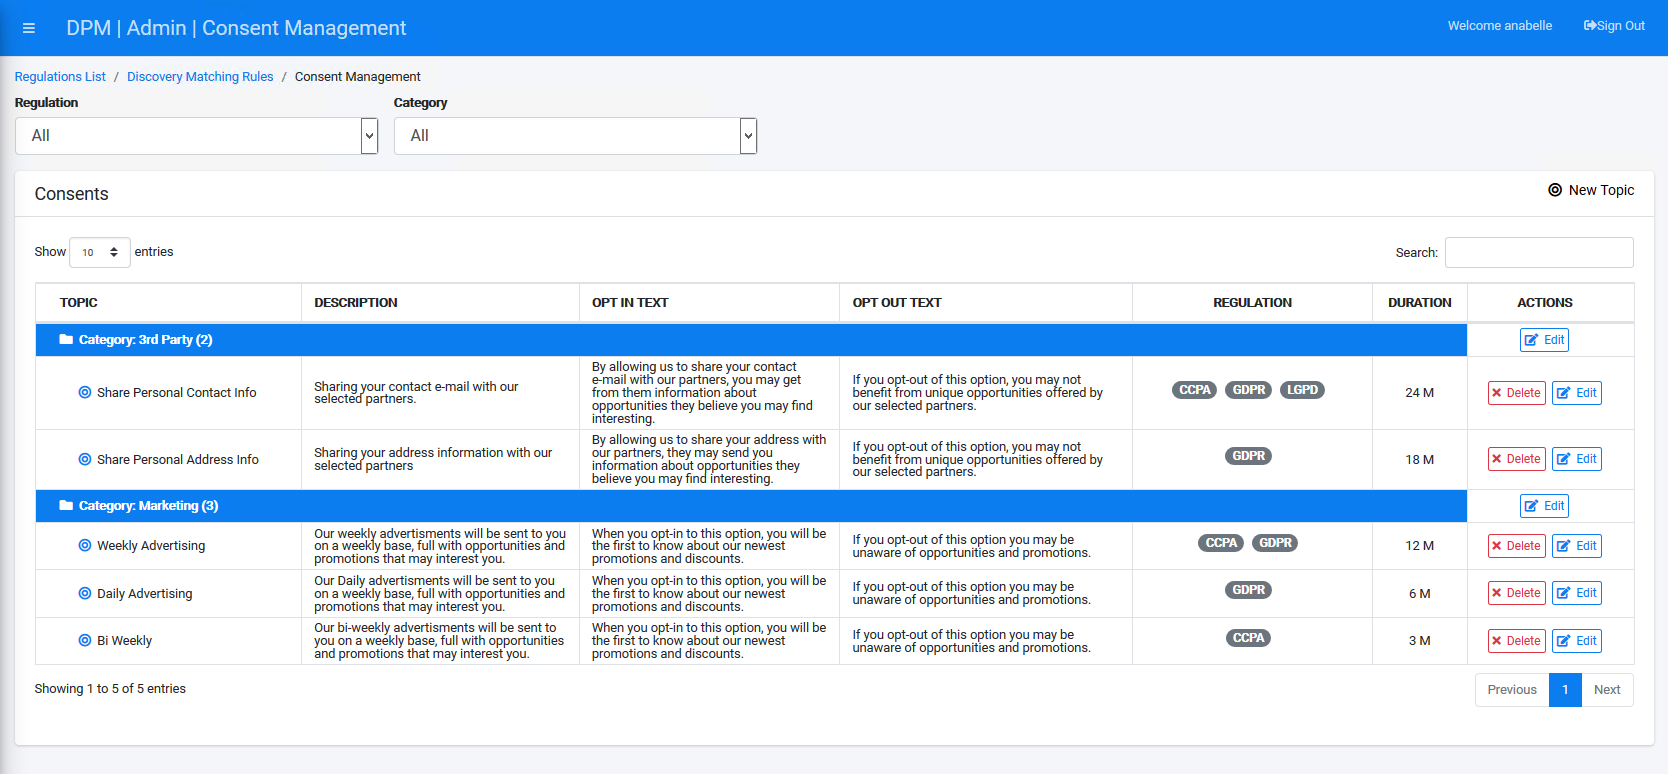 DPM | Admin | Consent Management
Welcome anabelle
Sign Out
Regulations List / Discovery Matching Rules / Consent Management
Regulation
Category
All
All
Consents
New Topic
Show 10 entries
Search:
TOPIC DESCRIPTION OPT IN TEXT OPT OUT TEXT REGULATION DURATION ACTIONS
Category: 3rd Party (2)
Edit
Share Personal Contact Info
Sharing your contact e-mail with our
selected partners.
By allowing us to share your contact
e-mail with our partners, you may get
from them information about
opportunities they believe you may find
interesting.
If you opt-out of this option, you may not
benefit from unique opportunities offered by
our selected partners.
CCPA GDPR LGPD
24 M
Delete Edit
Share Personal Address Info
Sharing your address information with our
selected partners
By allowing us to share your address with
our partners, they may send you
information about opportunities they
believe you may find interesting.
If you opt-out of this option, you may not
benefit from unique opportunities offered by
our selected partners.
GDPR
18 M
Delete Edit
Category: Marketing (3)
Edit
Weekly Advertising
Our weekly advertisments will be sent to you
on a weekly base, full with opportunities and
promotions that may interest you.
When you opt-in to this option, you will be
the first to know about our newest
promotions and discounts.
If you opt-out of this option you may be
unaware of opportunities and promotions.
CCPA GDPR
12 M
Delete Edit
Daily Advertising
Our Daily advertisments will be sent to you
on a weekly base, full with opportunities and
promotions that may interest you.
When you opt-in to this option, you will be
the first to know about our newest
promotions and discounts.
If you opt-out of this option you may be
unaware of opportunities and promotions.
GDPR
6 M
Delete Edit
Bi Weekly
Our bi-weekly advertisments will be sent to
you on a weekly base, full with opportunities
and promotions that may interest you.
When you opt-in to this option, you will be
the first to know about our newest
promotions and discounts.
If you opt-out of this option you may be
unaware of opportunities and promotions.
CCPA
3 M
Delete Edit
Showing 1 to 5 of 5 entries
Previous 1 Next